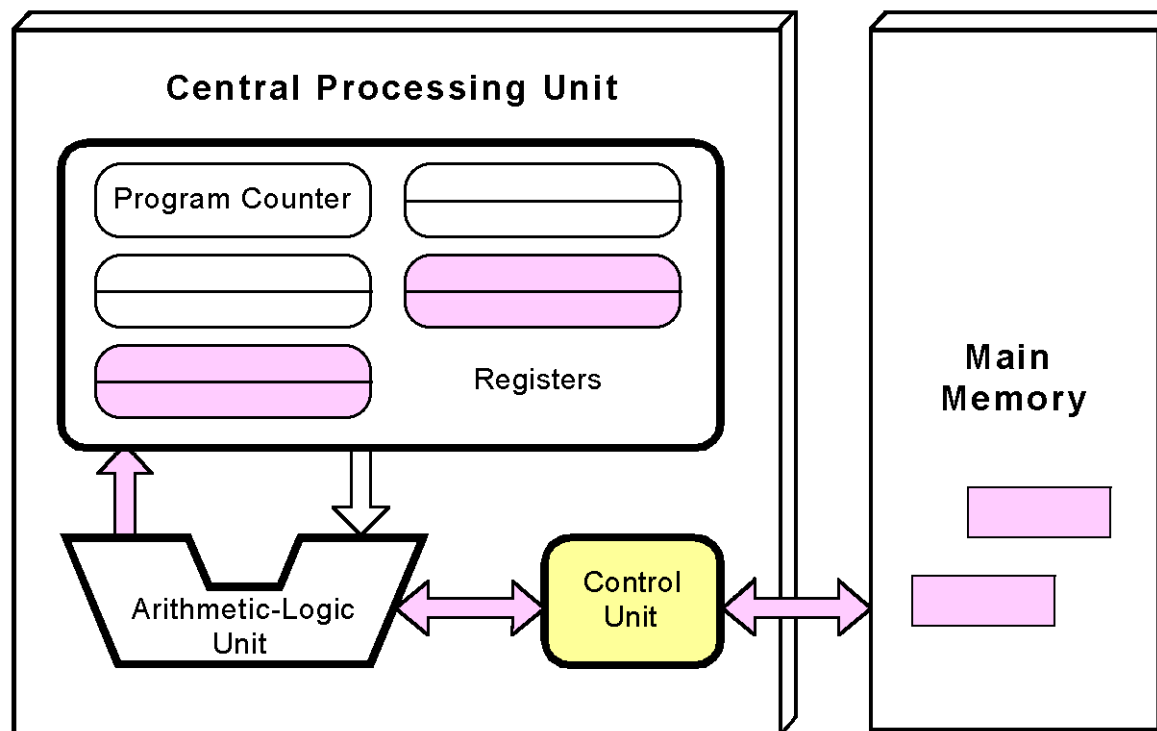 Central Processing Unit
Program Counter
Registers
Main
Memory
Arithmetic-Logic
Unit
Control
Unit